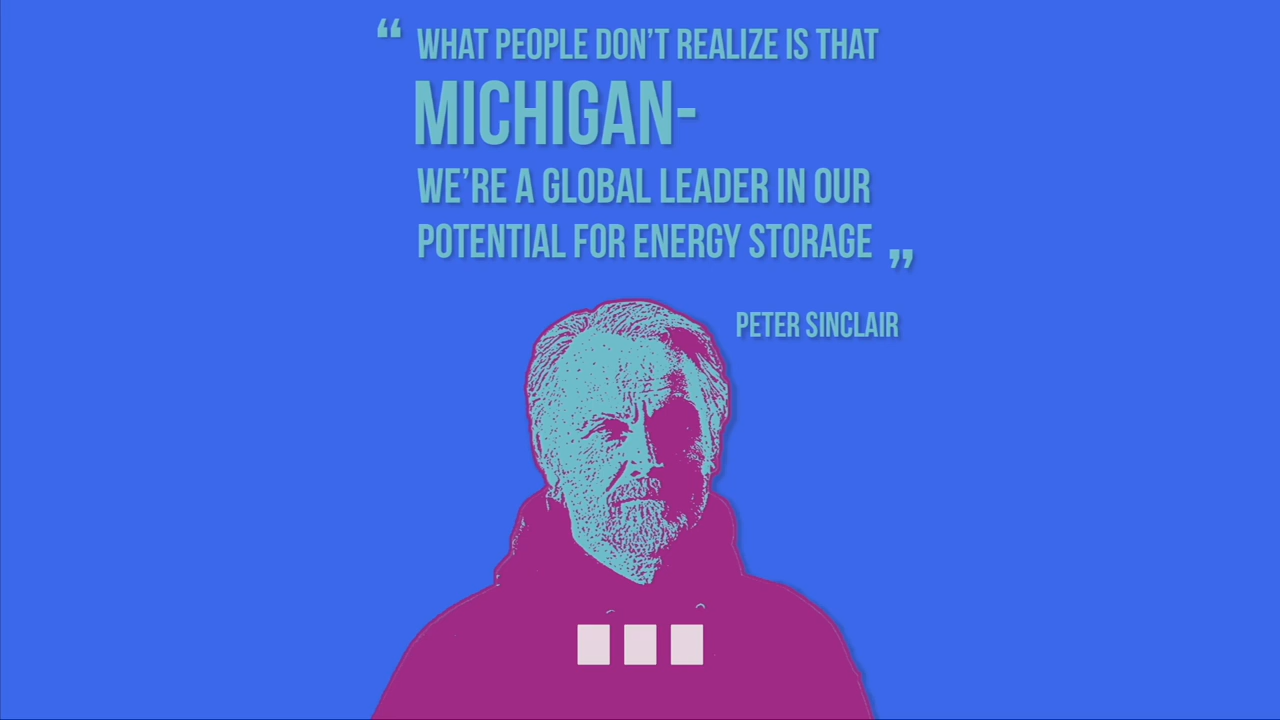 “ WHAT PEOPLE DON’T REALIZE IS THAT
MICHIGAN-
WE’RE A GLOBAL LEADER IN OUR
POTENTIAL FOR ENERGY STORAGE ”
PETER SINCLAIR